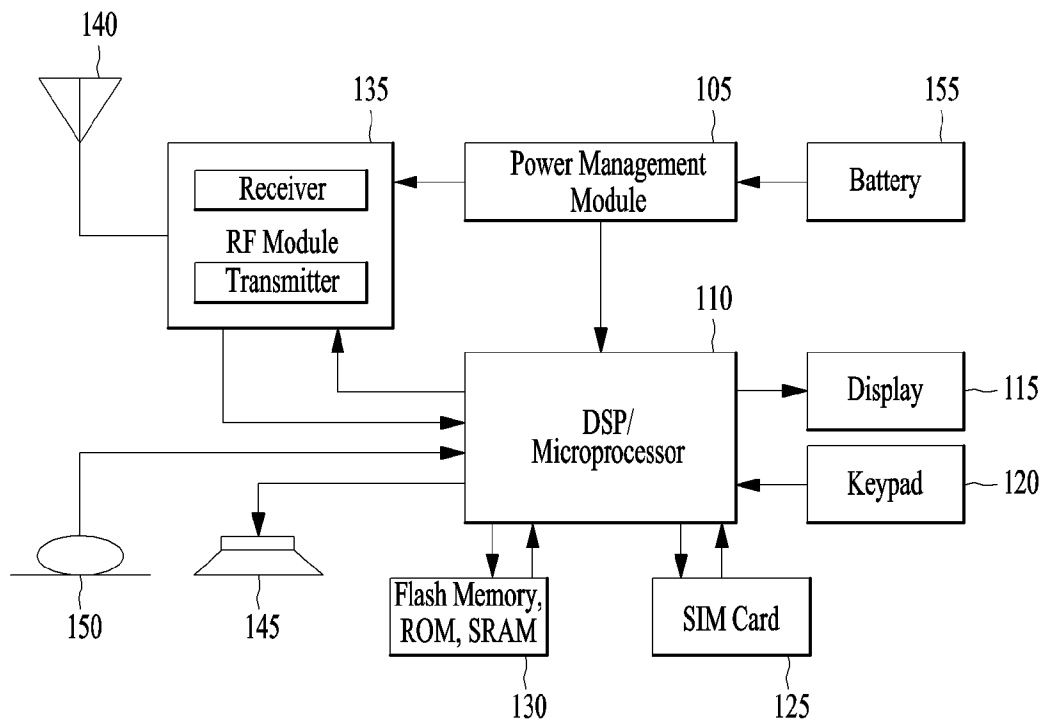 140
135
105
155
Receiver
RF Module
Transmitter
Power Management
Module
Battery
110
DSP/
Microprocessor
Display
115
Keypad
120
150
145
Flash Memory,
ROM, SRAM
130
SIM Card
125